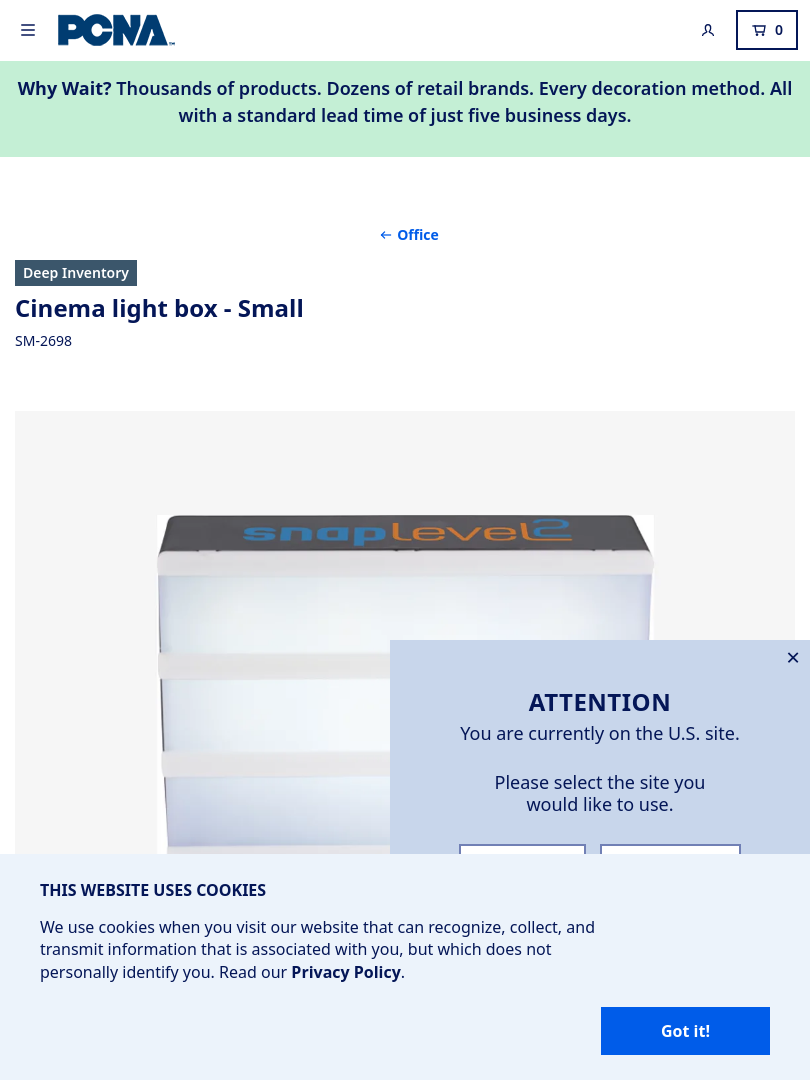 PCNA
0
Why Wait? Thousands of products. Dozens of retail brands. Every decoration method. All
with a standard lead time of just five business days.
← Office
Deep Inventory
Cinema light box - Small
SM-2698
snaplevel2
ATTENTION
You are currently on the U.S. site.
Please select the site you
would like to use.
THIS WEBSITE USES COOKIES
We use cookies when you visit our website that can recognize, collect, and
transmit information that is associated with you, but which does not
personally identify you. Read our Privacy Policy.
Got it!